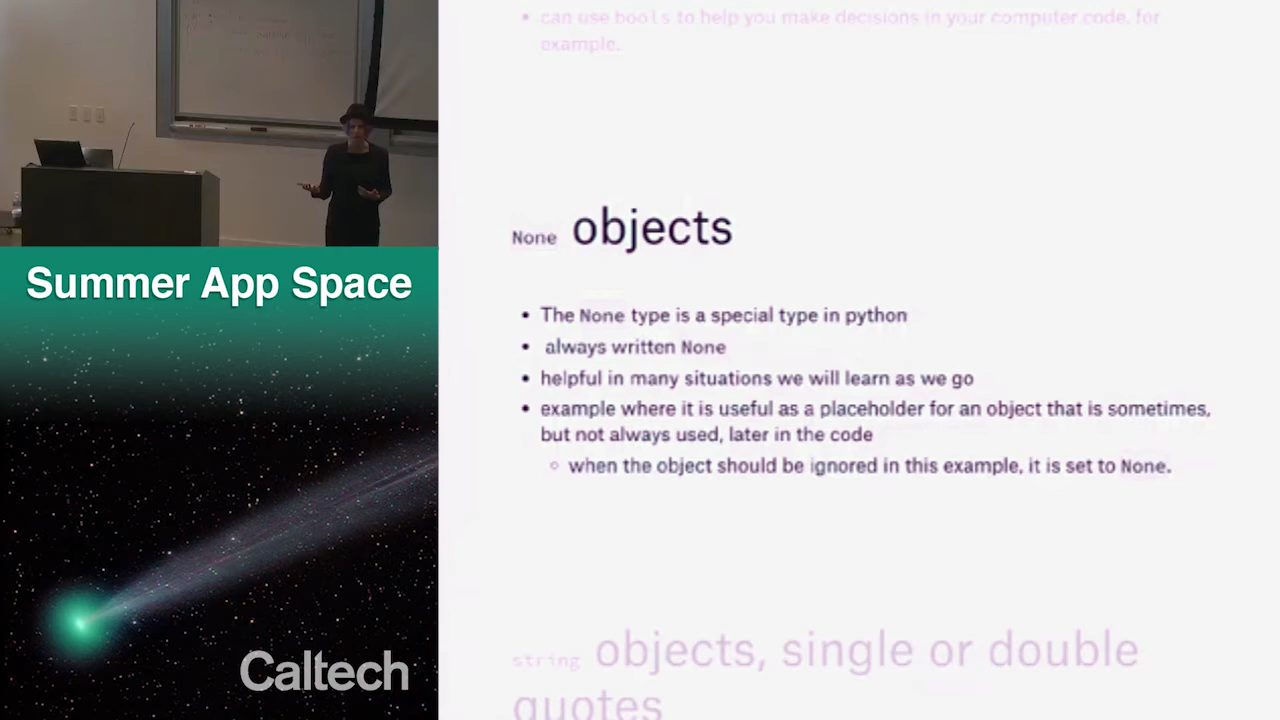 Summer App Space
Caltech
• can use bools to help you make decisions in your computer code, for
example.
None objects
• The None type is a special type in python
• always written None
• helpful in many situations we will learn as we go
• example where it is useful as a placeholder for an object that is sometimes,
but not always used, later in the code
◦ when the object should be ignored in this example, it is set to None.
string objects, single or double
quotes